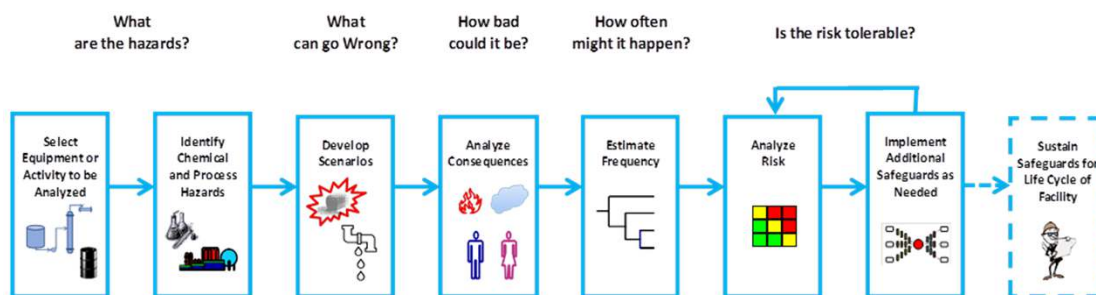 What
are the hazards?
What
can go Wrong?
How bad
could it be?
How often
might it happen?
Is the risk tolerable?
Select
Equipment or
Activity to be
Analyzed
Identify
Chemical
and Process
Hazards
Develop
Scenarios
Analyze
Consequences
Estimate
Frequency
Analyze
Risk
Implement
Additional
Safeguards as
Needed
Sustain
Safeguards for
Life Cycle of
Facility